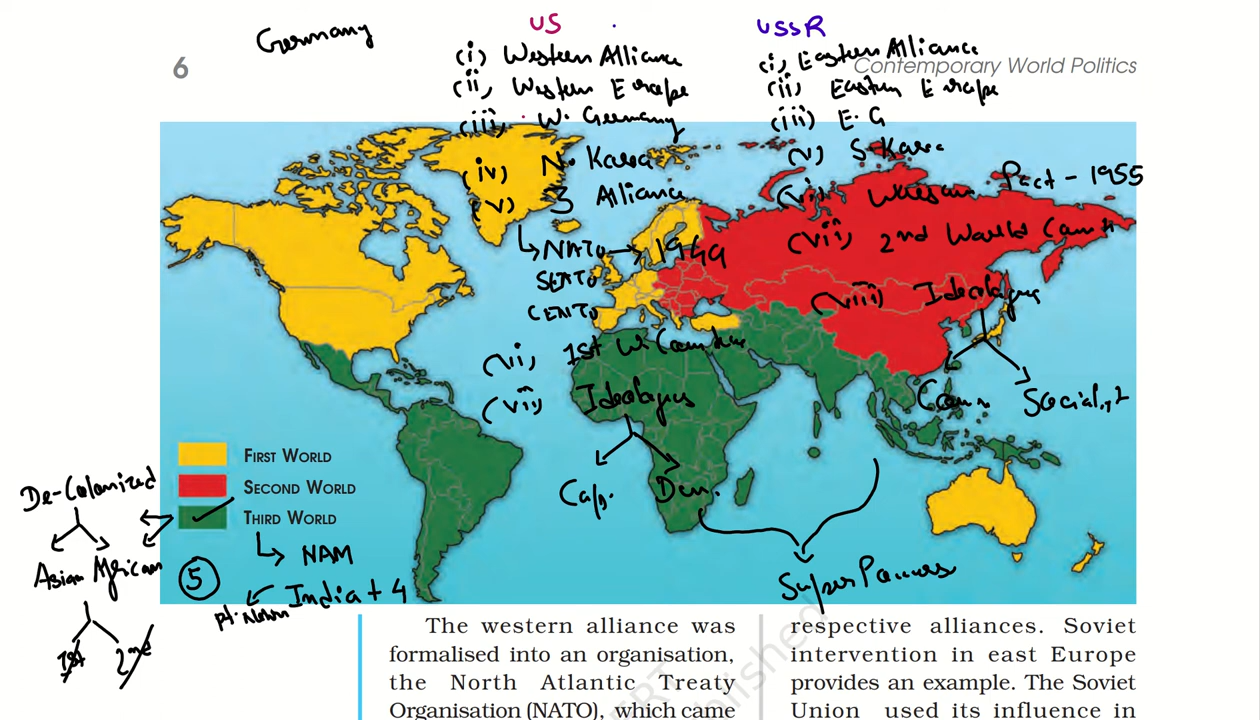 Germany
US
USSR
6
Contemporary World Politics
(i) Western Alliance
(ii) Western Europe
(iii) W. Germany
(iv) N. Korea
(v) 3 Alliance
NATO → 1949
SEATO
CENTO
(vi) 1st W.
(vii) Ideologies
Cap. Dem.
(i) Eastern Alliance
(ii) Eastern Europe
(iii) E. G
(v) S. Korea
(vi) Warsaw Pact - 1955
(vii) 2nd World
(viii) Ideologies
Comm Social
Super Powers
FIRST WORLD
SECOND WORLD
THIRD WORLD
De-Colonized
Asian African
1st 2nd
NAM
5
India + 4
Pt. Nehru
The western alliance was
formalised into an organisation,
the North Atlantic Treaty
Organisation (NATO), which came
respective alliances. Soviet
intervention in east Europe
provides an example. The Soviet
Union used its influence in